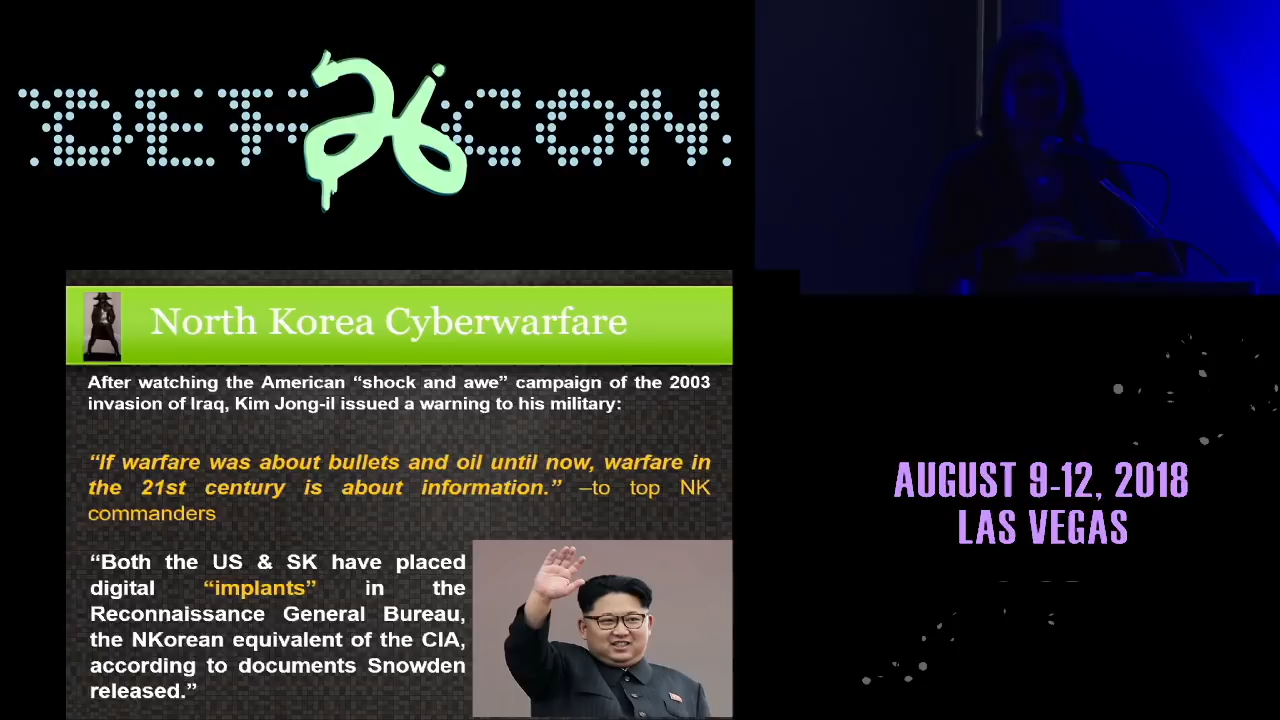 DEF 26 CON.
North Korea Cyberwarfare
After watching the American “shock and awe” campaign of the 2003
invasion of Iraq, Kim Jong-il issued a warning to his military:
“If warfare was about bullets and oil until now, warfare in
the 21st century is about information.” –to top NK
commanders
“Both the US & SK have placed
digital “implants” in the
Reconnaissance General Bureau,
the NKorean equivalent of the CIA,
according to documents Snowden
released.”
AUGUST 9-12, 2018
LAS VEGAS